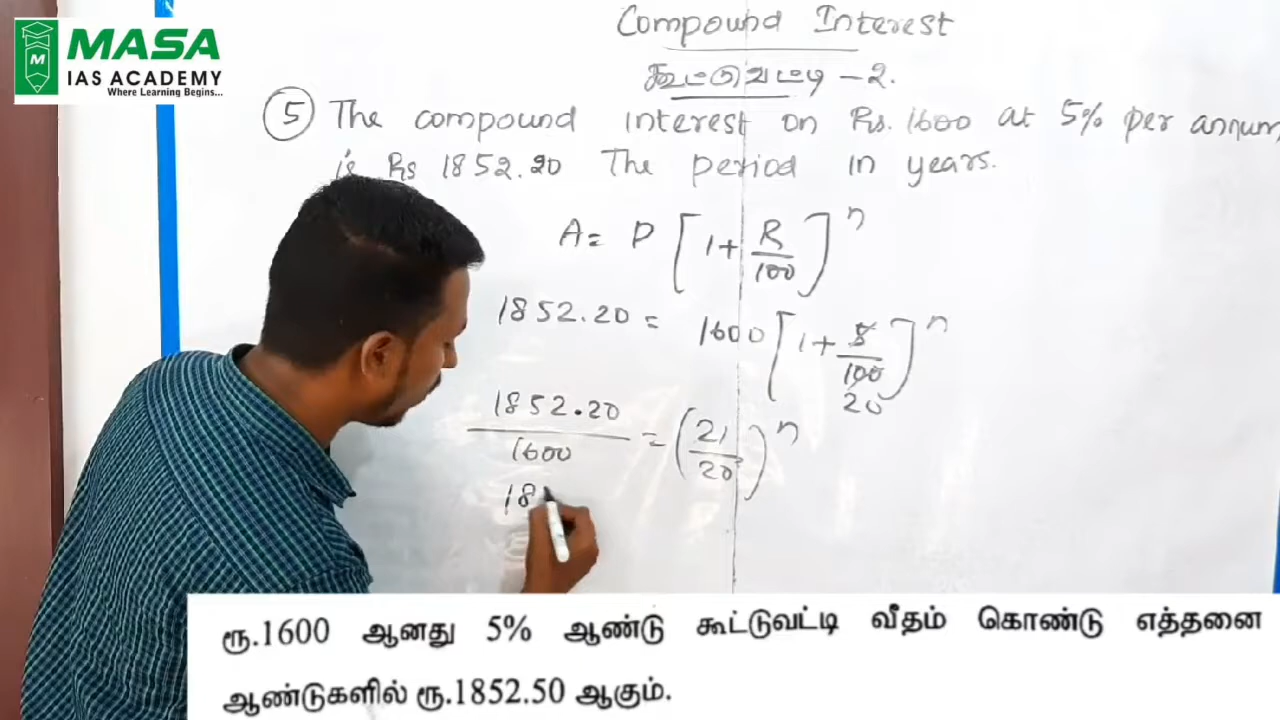 MASA
IAS ACADEMY
Where Learning Begins...
Compound Interest
கூட்டுவட்டி - 2.
5 The compound interest on Rs. 1600 at 5% per annum,
is Rs 1852.20 The period in years.
A = P [1 + R/100]^n
1852.20 = 1600 [1 + 5/100]^n
20
1852.20/1600 = (21/20)^n
18
ரூ.1600 ஆனது 5% ஆண்டு கூட்டுவட்டி வீதம் கொண்டு எத்தனை
ஆண்டுகளில் ரூ.1852.50 ஆகும்.